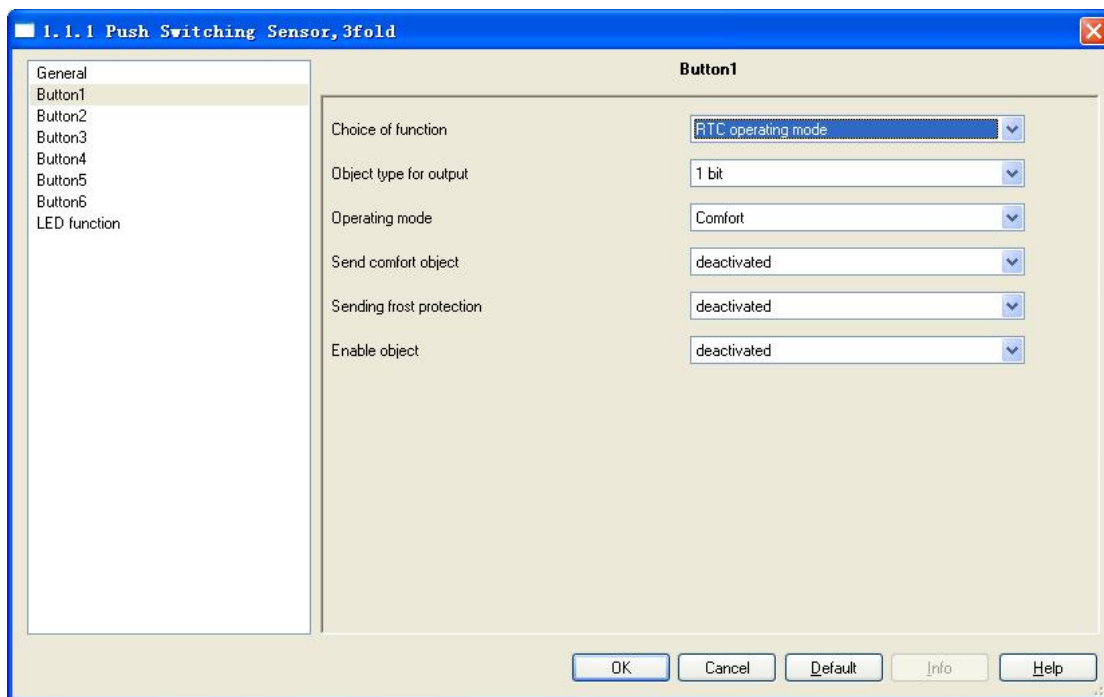 1.1.1 Push Switching Sensor,3fold
General
Button1
Button2
Button3
Button4
Button5
Button6
LED function
Button1
Choice of function RTC operating mode
Object type for output 1 bit
Operating mode Comfort
Send comfort object deactivated
Sending frost protection deactivated
Enable object deactivated
OK Cancel Default Info Help